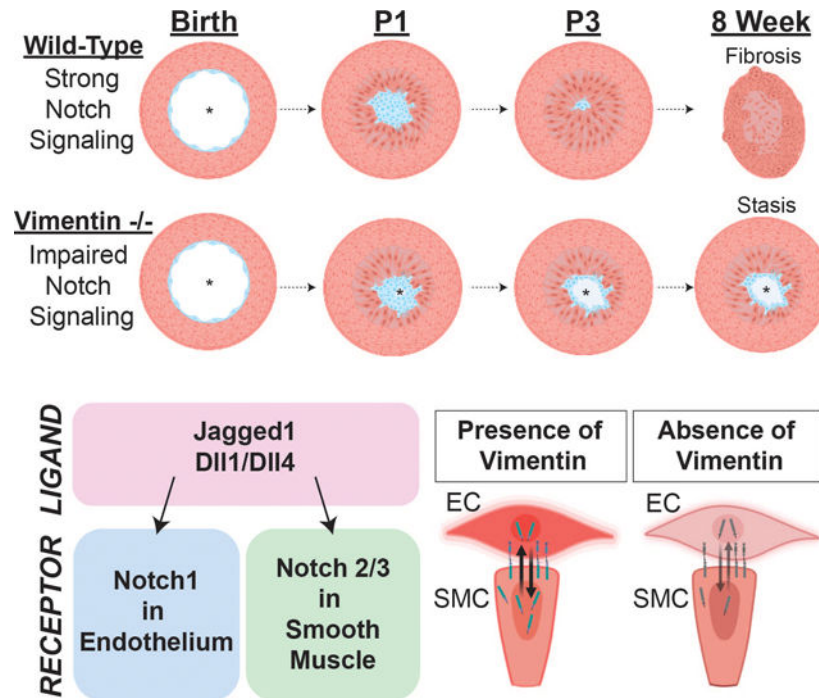 Birth
P1
P3
8 Week
Wild-Type
Strong
Notch
Signaling
*
Fibrosis
Vimentin -/-
Impaired
Notch
Signaling
*
*
*
*
Stasis
LIGAND
Jagged1
Dll1/Dll4
RECEPTOR
Notch1
in
Endothelium
Notch 2/3
in
Smooth
Muscle
Presence of
Vimentin
EC
SMC
Absence of
Vimentin
EC
SMC